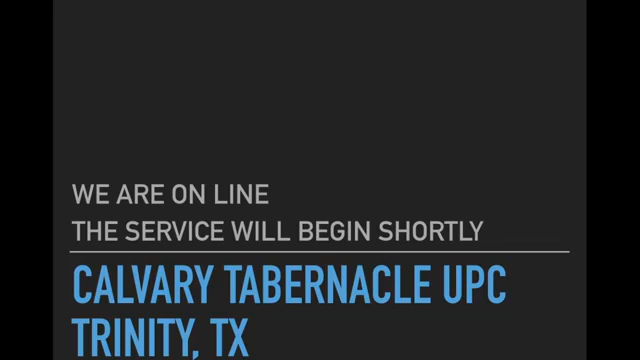 WE ARE ON LINE
THE SERVICE WILL BEGIN SHORTLY
CALVARY TABERNACLE UPC
TRINITY, TX